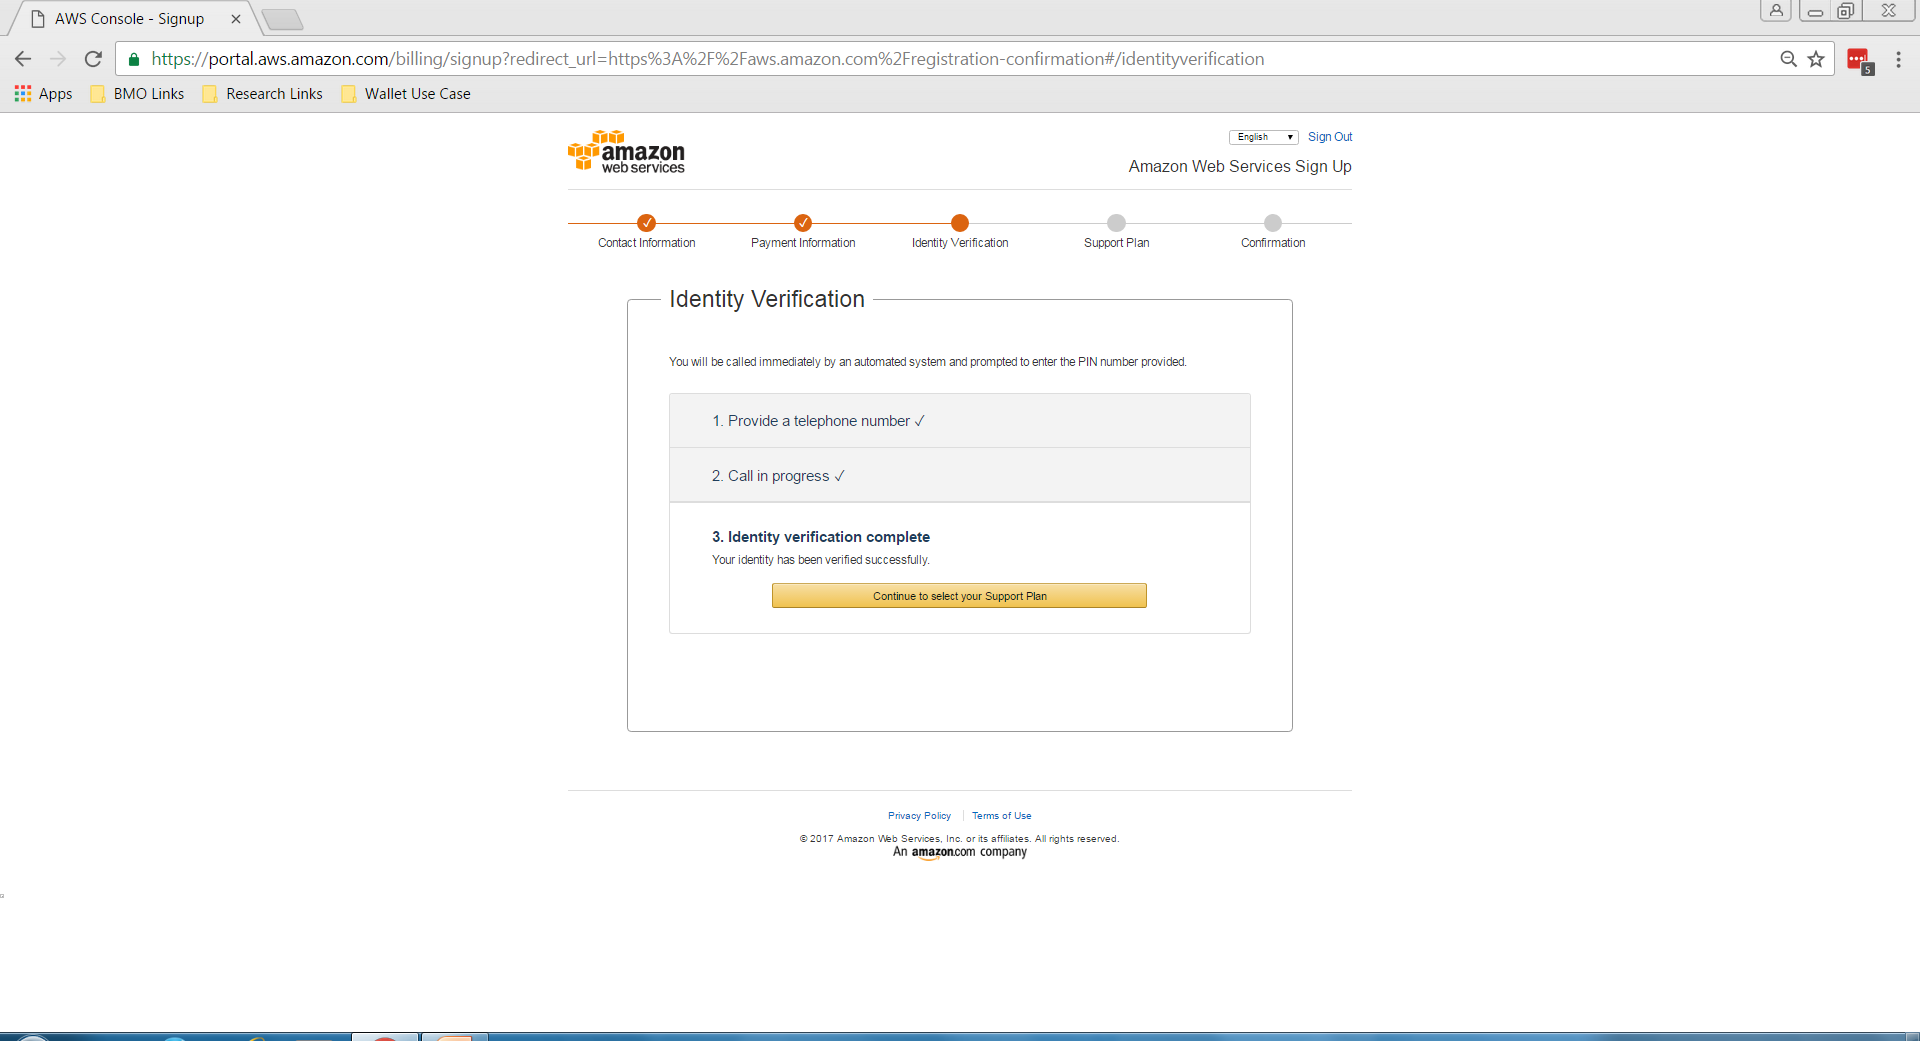 AWS Console - Signup
https://portal.aws.amazon.com/billing/signup?redirect_url=https%3A%2F%2Faws.amazon.com%2Fregistration-confirmation#/identityverification
5
Apps BMO Links Research Links Wallet Use Case
amazon
web services
English Sign Out
Amazon Web Services Sign Up
Contact Information Payment Information Identity Verification Support Plan Confirmation
Identity Verification
You will be called immediately by an automated system and prompted to enter the PIN number provided.
1. Provide a telephone number ✓
2. Call in progress ✓
3. Identity verification complete
Your identity has been verified successfully.
Continue to select your Support Plan
Privacy Policy | Terms of Use
© 2017 Amazon Web Services, Inc. or its affiliates. All rights reserved.
An amazon.com company